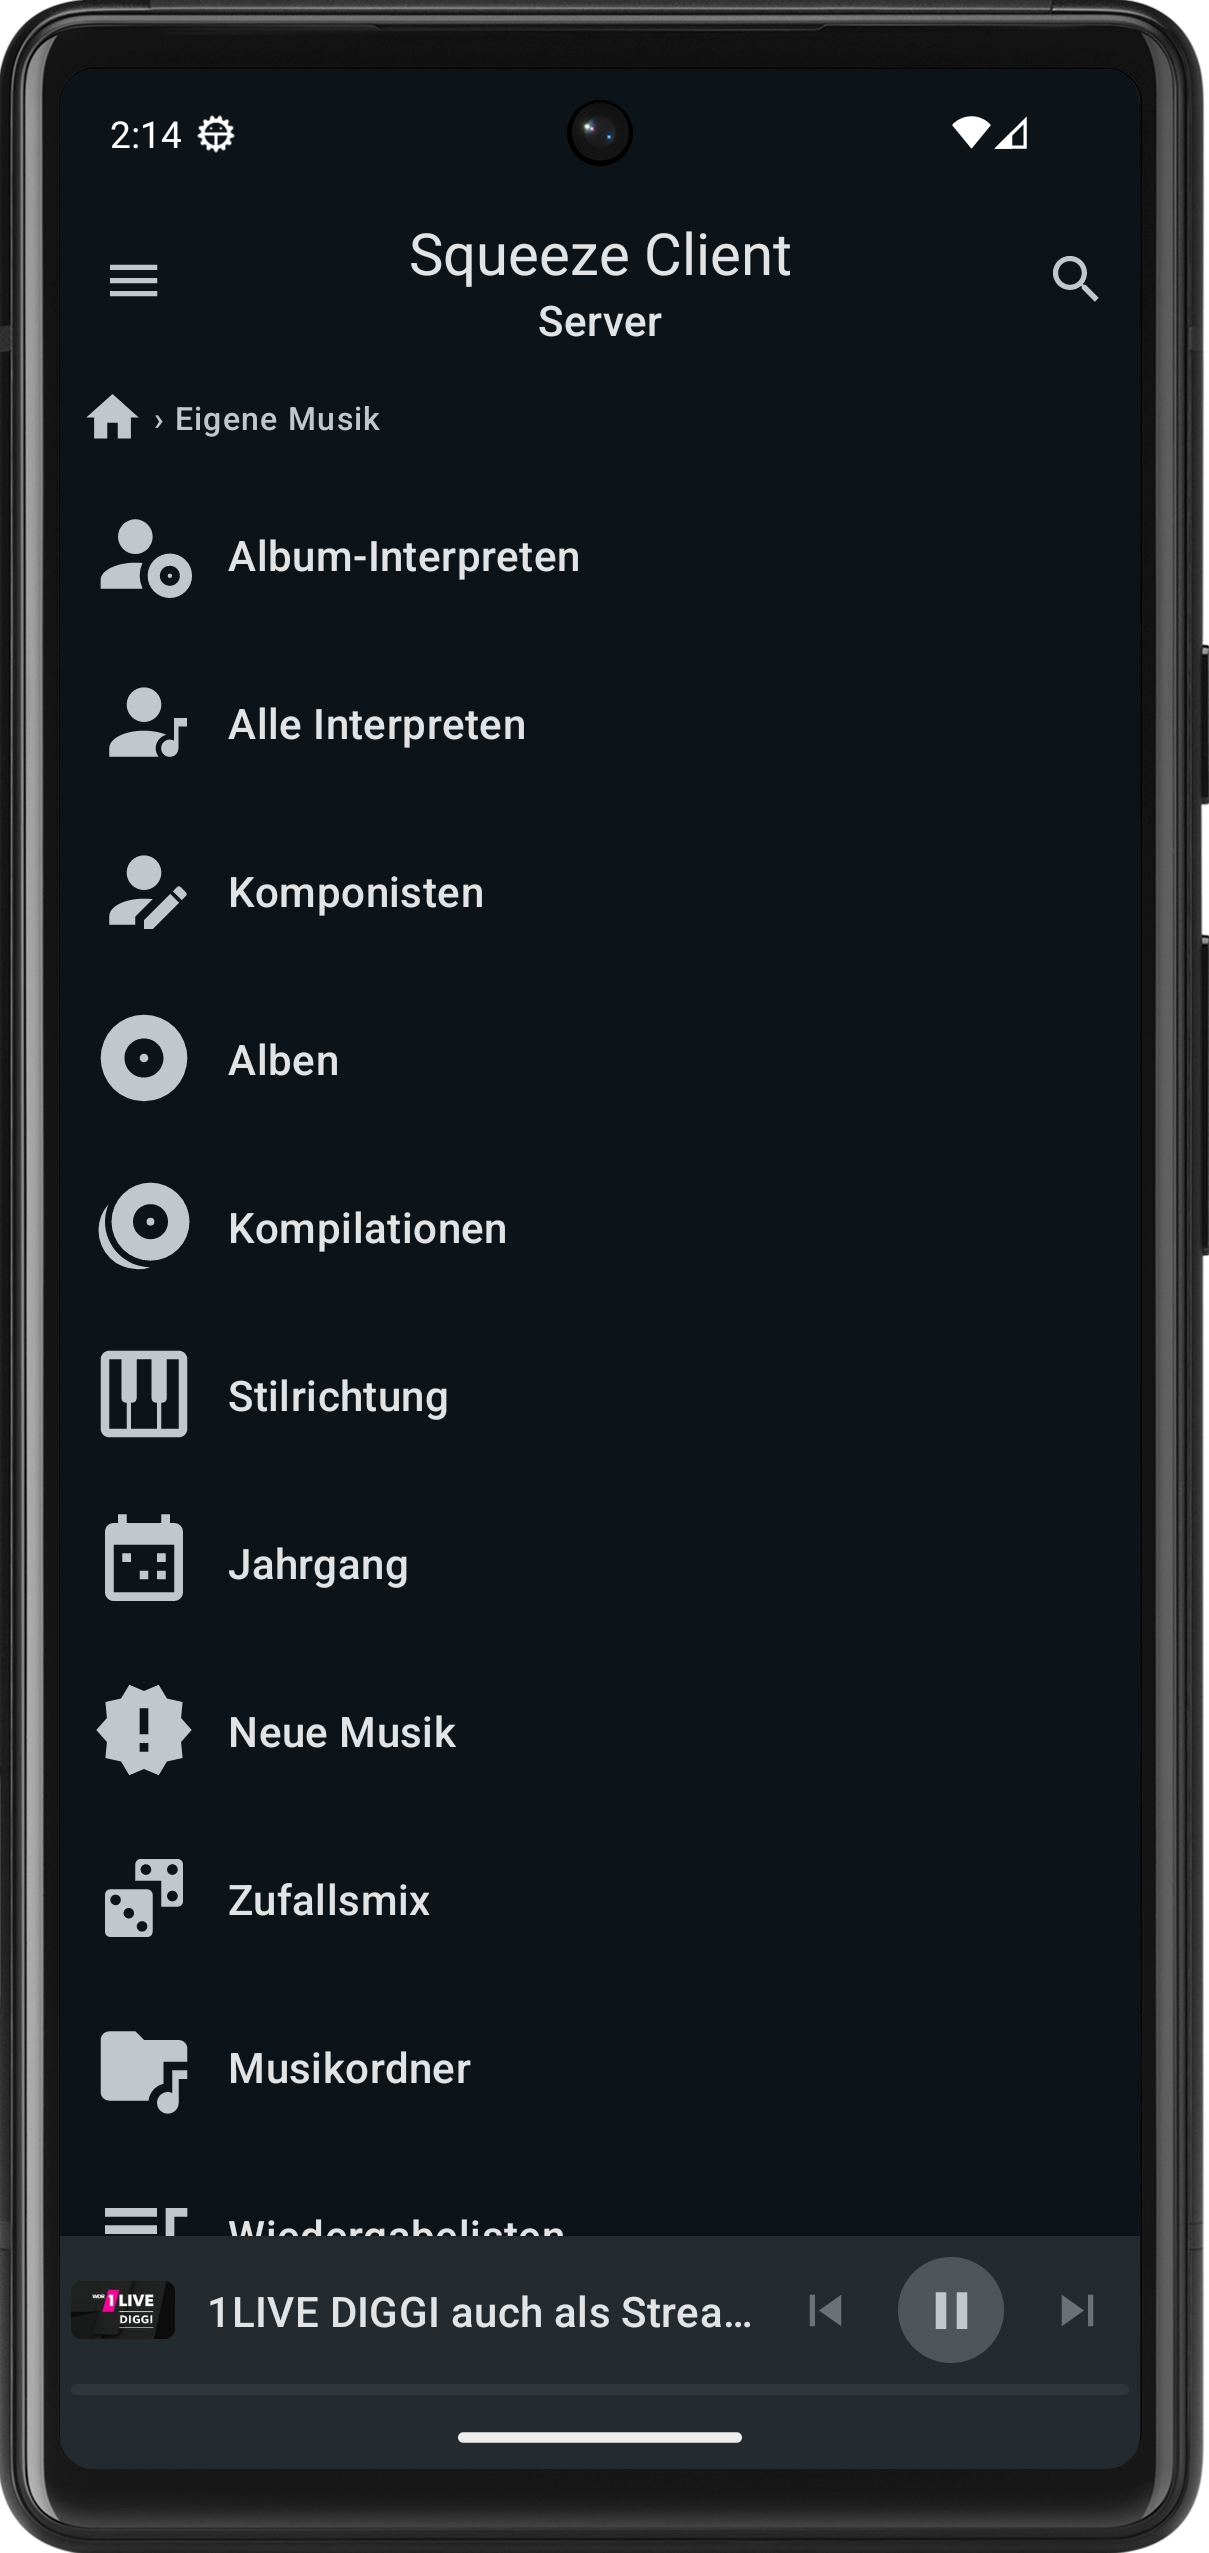 2:14
Squeeze Client
Server
› Eigene Musik
Album-Interpreten
Alle Interpreten
Komponisten
Alben
Kompilationen
Stilrichtung
Jahrgang
Neue Musik
Zufallsmix
Musikordner
Wiedergabelisten
WDR 1LIVE
DIGGI
1LIVE DIGGI auch als Strea...